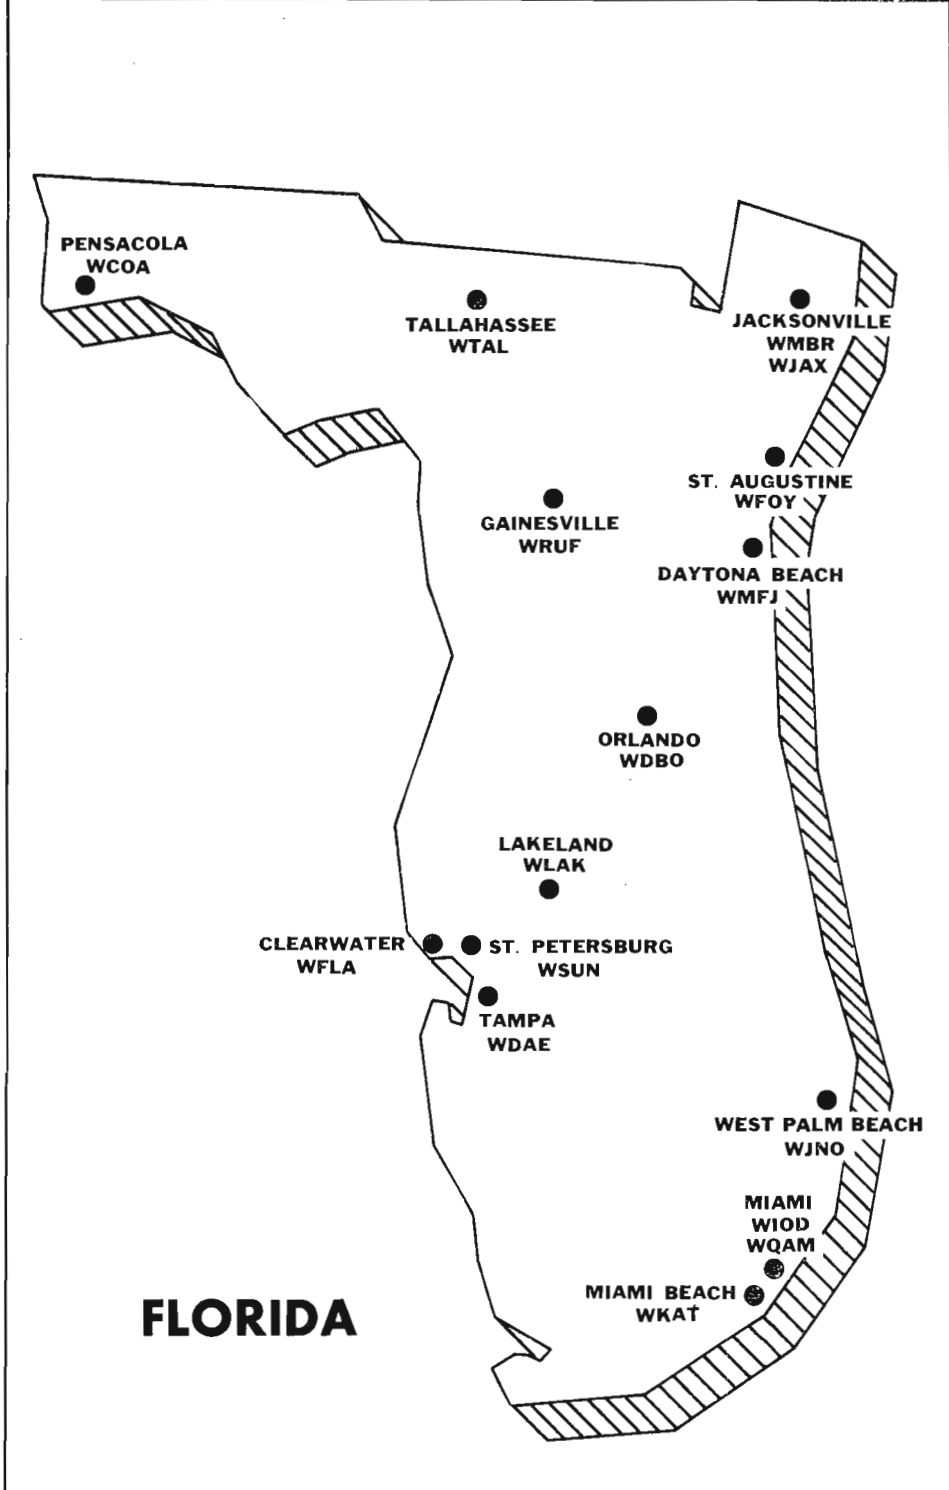 PENSACOLA
WCOA
TALLAHASSEE
WTAL
JACKSONVILLE
WMBR
WJAX
ST. AUGUSTINE
WFOY
GAINESVILLE
WRUF
DAYTONA BEACH
WMFJ
ORLANDO
WDBO
LAKELAND
WLAK
CLEARWATER
WFLA
ST. PETERSBURG
WSUN
TAMPA
WDAE
WEST PALM BEACH
WJNO
MIAMI
WIOD
WQAM
MIAMI BEACH
WKAT
FLORIDA